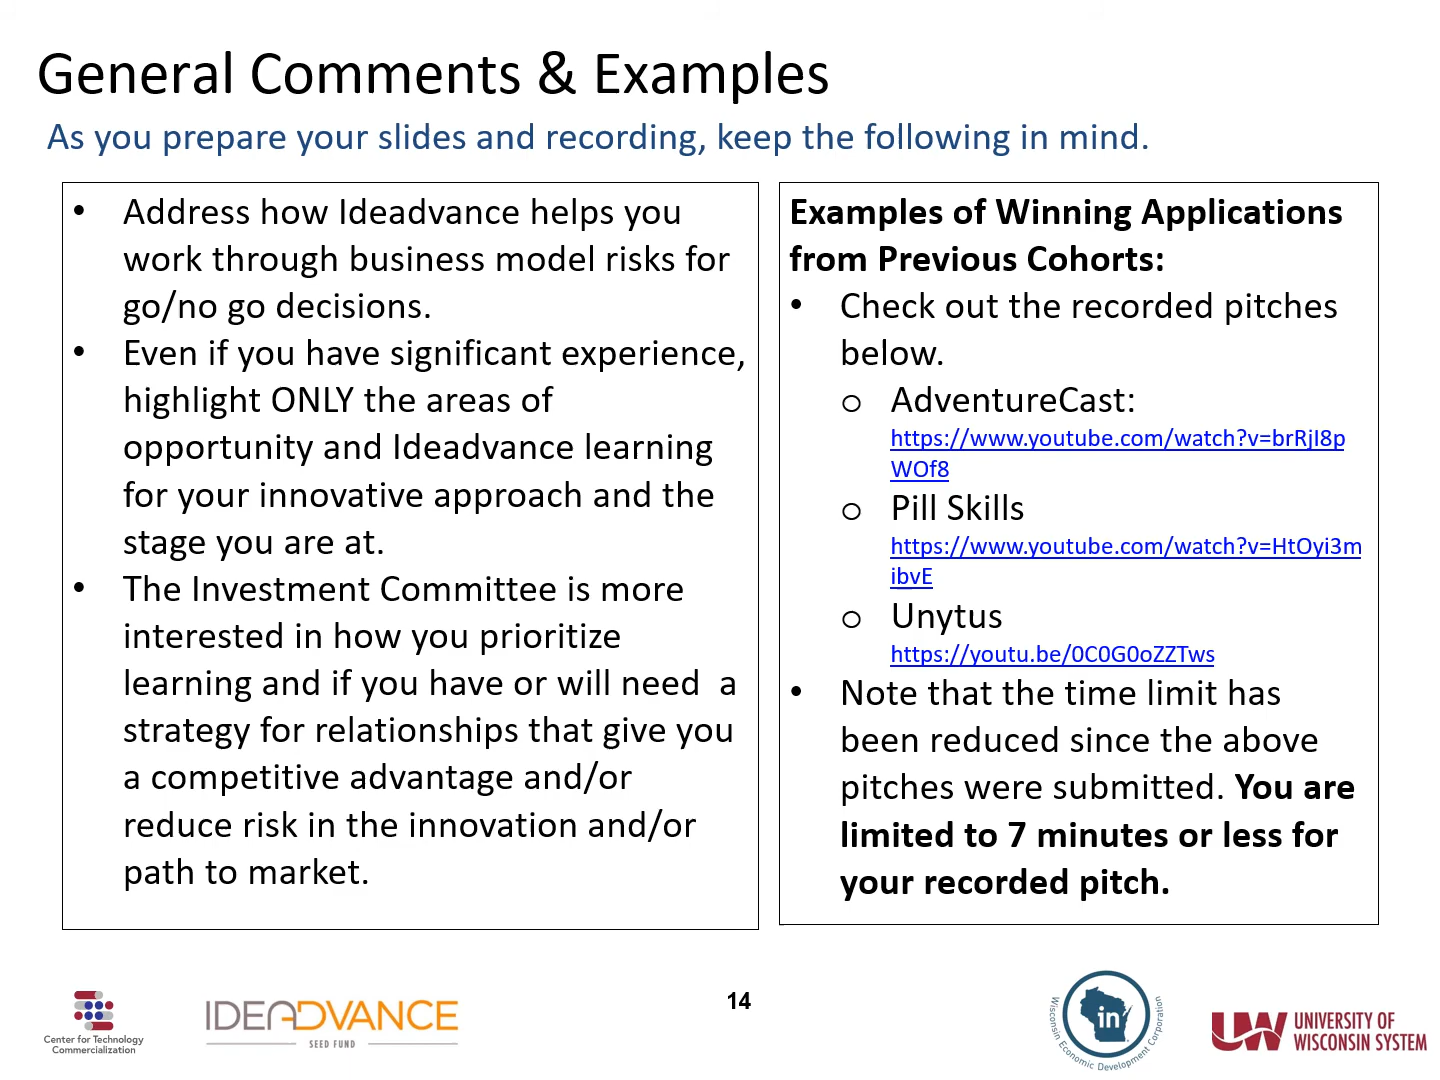 General Comments & Examples
As you prepare your slides and recording, keep the following in mind.
• Address how Ideadvance helps you
work through business model risks for
go/no go decisions.
• Even if you have significant experience,
highlight ONLY the areas of
opportunity and Ideadvance learning
for your innovative approach and the
stage you are at.
• The Investment Committee is more
interested in how you prioritize
learning and if you have or will need a
strategy for relationships that give you
a competitive advantage and/or
reduce risk in the innovation and/or
path to market.
Examples of Winning Applications
from Previous Cohorts:
• Check out the recorded pitches
below.
o AdventureCast:
https://www.youtube.com/watch?v=brRjI8p
WOf8
o Pill Skills
https://www.youtube.com/watch?v=HtOyi3m
ibvE
o Unytus
https://youtu.be/0C0G0oZZTws
• Note that the time limit has
been reduced since the above
pitches were submitted. You are
limited to 7 minutes or less for
your recorded pitch.
Center for Technology
Commercialization
IDEADVANCE
SEED FUND
14
in
Wisconsin Economic Development Corporation
UW
UNIVERSITY OF
WISCONSIN SYSTEM